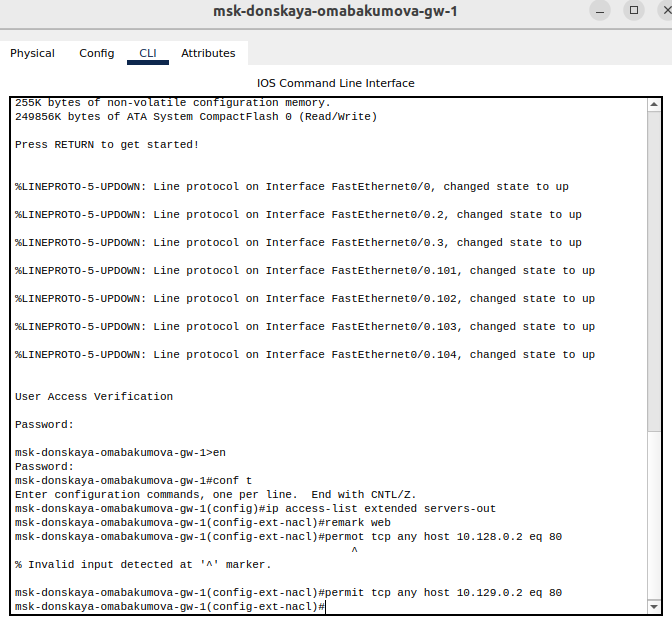 msk-donskaya-omabakumova-gw-1
Physical Config CLI Attributes
IOS Command Line Interface
255K bytes of non-volatile configuration memory.
249856K bytes of ATA System CompactFlash 0 (Read/Write)
Press RETURN to get started!
%LINEPROTO-5-UPDOWN: Line protocol on Interface FastEthernet0/0, changed state to up
%LINEPROTO-5-UPDOWN: Line protocol on Interface FastEthernet0/0.2, changed state to up
%LINEPROTO-5-UPDOWN: Line protocol on Interface FastEthernet0/0.3, changed state to up
%LINEPROTO-5-UPDOWN: Line protocol on Interface FastEthernet0/0.101, changed state to up
%LINEPROTO-5-UPDOWN: Line protocol on Interface FastEthernet0/0.102, changed state to up
%LINEPROTO-5-UPDOWN: Line protocol on Interface FastEthernet0/0.103, changed state to up
%LINEPROTO-5-UPDOWN: Line protocol on Interface FastEthernet0/0.104, changed state to up
User Access Verification
Password:
msk-donskaya-omabakumova-gw-1>en
Password:
msk-donskaya-omabakumova-gw-1#conf t
Enter configuration commands, one per line.  End with CNTL/Z.
msk-donskaya-omabakumova-gw-1(config)#ip access-list extended servers-out
msk-donskaya-omabakumova-gw-1(config-ext-nacl)#remark web
msk-donskaya-omabakumova-gw-1(config-ext-nacl)#permot tcp any host 10.128.0.2 eq 80
^
% Invalid input detected at '^' marker.
msk-donskaya-omabakumova-gw-1(config-ext-nacl)#permit tcp any host 10.129.0.2 eq 80
msk-donskaya-omabakumova-gw-1(config-ext-nacl)#